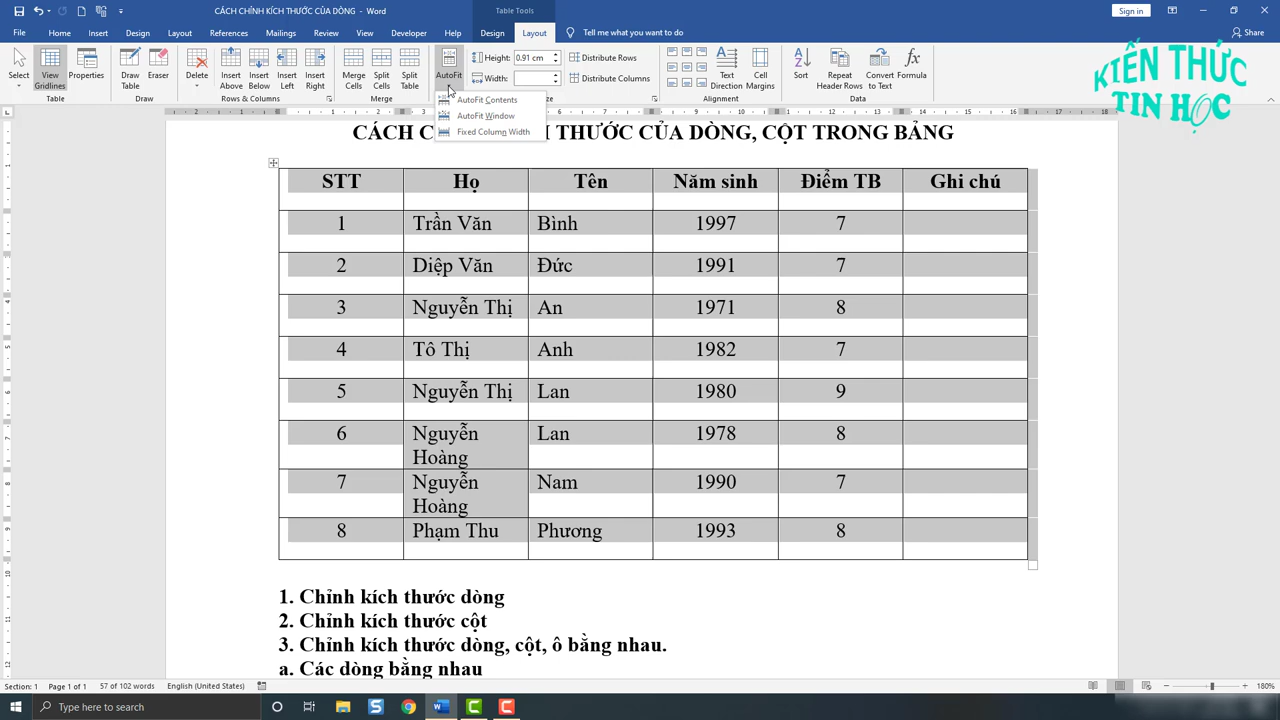 CÁCH CHỈNH KÍCH THƯỚC CỦA DÒNG - Word
Table Tools
Sign in
File Home Insert Draw Design Layout References Mailings Review View Developer Help Design Layout Tell me what you want to do
Share
Select
View Gridlines
Properties
Draw Table
Eraser
Delete
Insert Above
Insert Below
Insert Left
Insert Right
Merge Cells
Split Cells
Split Table
AutoFit
Height: 0.91 cm
Width:
Distribute Rows
Distribute Columns
Text Direction
Cell Margins
Sort
Repeat Header Rows
Convert to Text
Formula
Table Draw Rows & Columns Merge Alignment Data
AutoFit Contents
AutoFit Window
Fixed Column Width
KIẾN THỨC
TIN HỌC
THƯỚC CỦA DÒNG, CỘT TRONG BẢNG
STT Họ Tên Năm sinh Điểm TB Ghi chú
1 Trần Văn Bình 1997 7
2 Diệp Văn Đức 1991 7
3 Nguyễn Thị An 1971 8
4 Tô Thị Anh 1982 7
5 Nguyễn Thị Lan 1980 9
6 Nguyễn Hoàng Lan 1978 8
7 Nguyễn Hoàng Nam 1990 7
8 Phạm Thu Phương 1993 8
1. Chỉnh kích thước dòng
2. Chỉnh kích thước cột
3. Chỉnh kích thước dòng, cột, ô bằng nhau.
a. Các dòng bằng nhau
Section: 1 Page 1 of 1 57 of 102 words English (United States)
180%
Type here to search